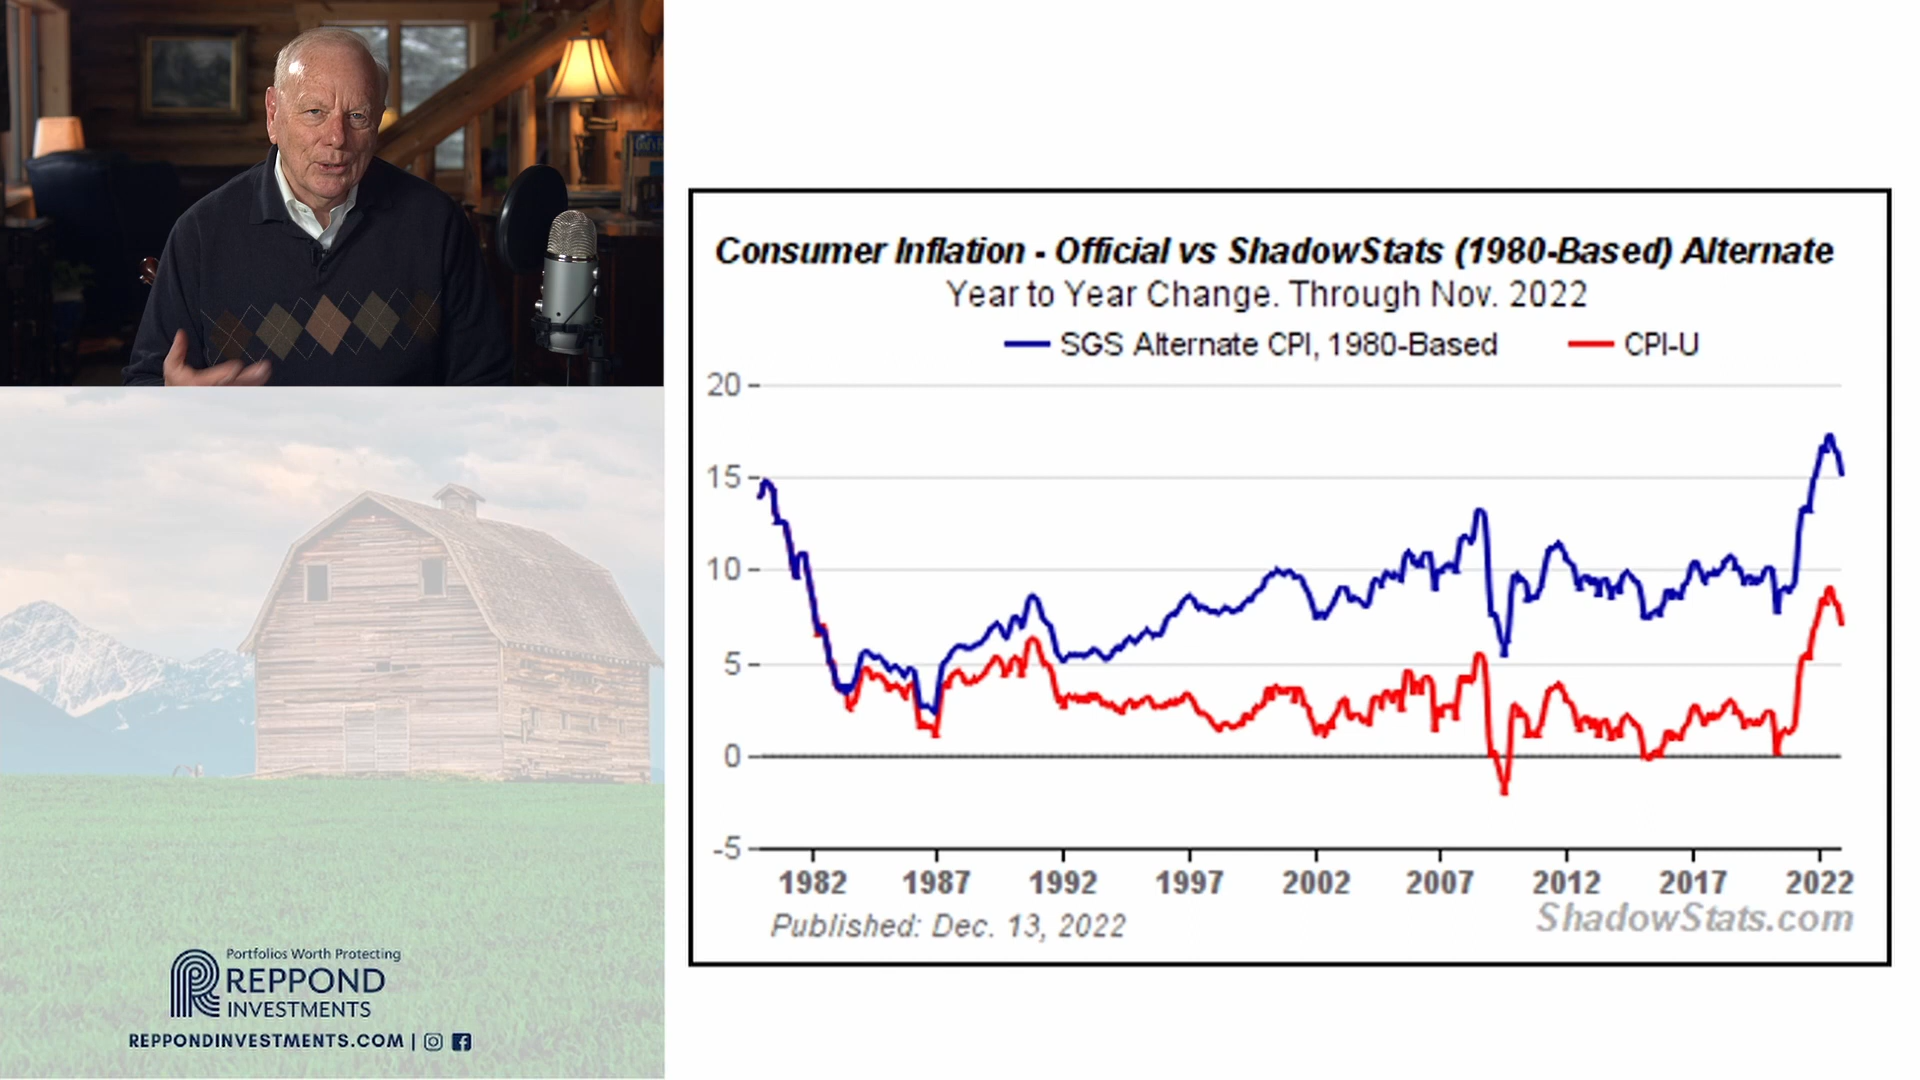 Consumer Inflation - Official vs ShadowStats (1980-Based) Alternate
Year to Year Change. Through Nov. 2022
SGS Alternate CPI, 1980-Based
CPI-U
20
15
10
5
0
-5
1982 1987 1992 1997 2002 2007 2012 2017 2022
Published: Dec. 13, 2022
ShadowStats.com
Portfolios Worth Protecting
REPPOND
INVESTMENTS
REPPONDINVESTMENTS.COM |